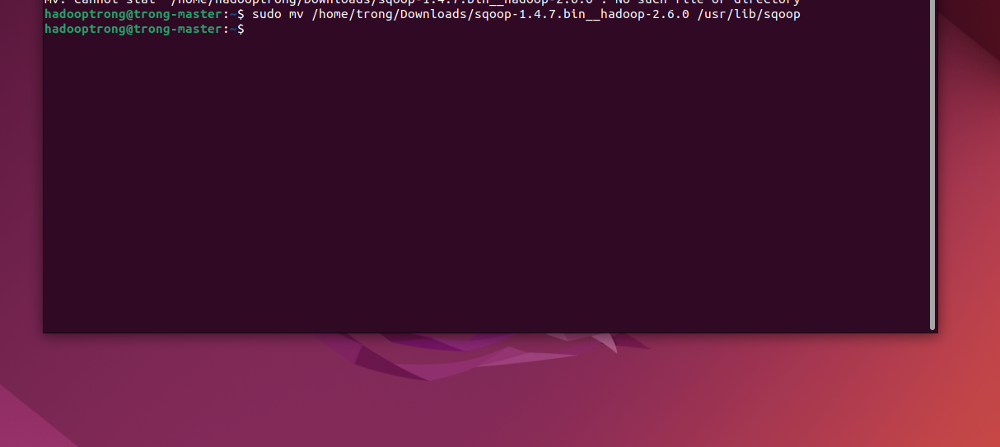 mv: cannot stat '/home/hadooptrong/Downloads/sqoop-1.4.7.bin__hadoop-2.6.0': No such file or directory
hadooptrong@trong-master:~$ sudo mv /home/trong/Downloads/sqoop-1.4.7.bin__hadoop-2.6.0 /usr/lib/sqoop
hadooptrong@trong-master:~$